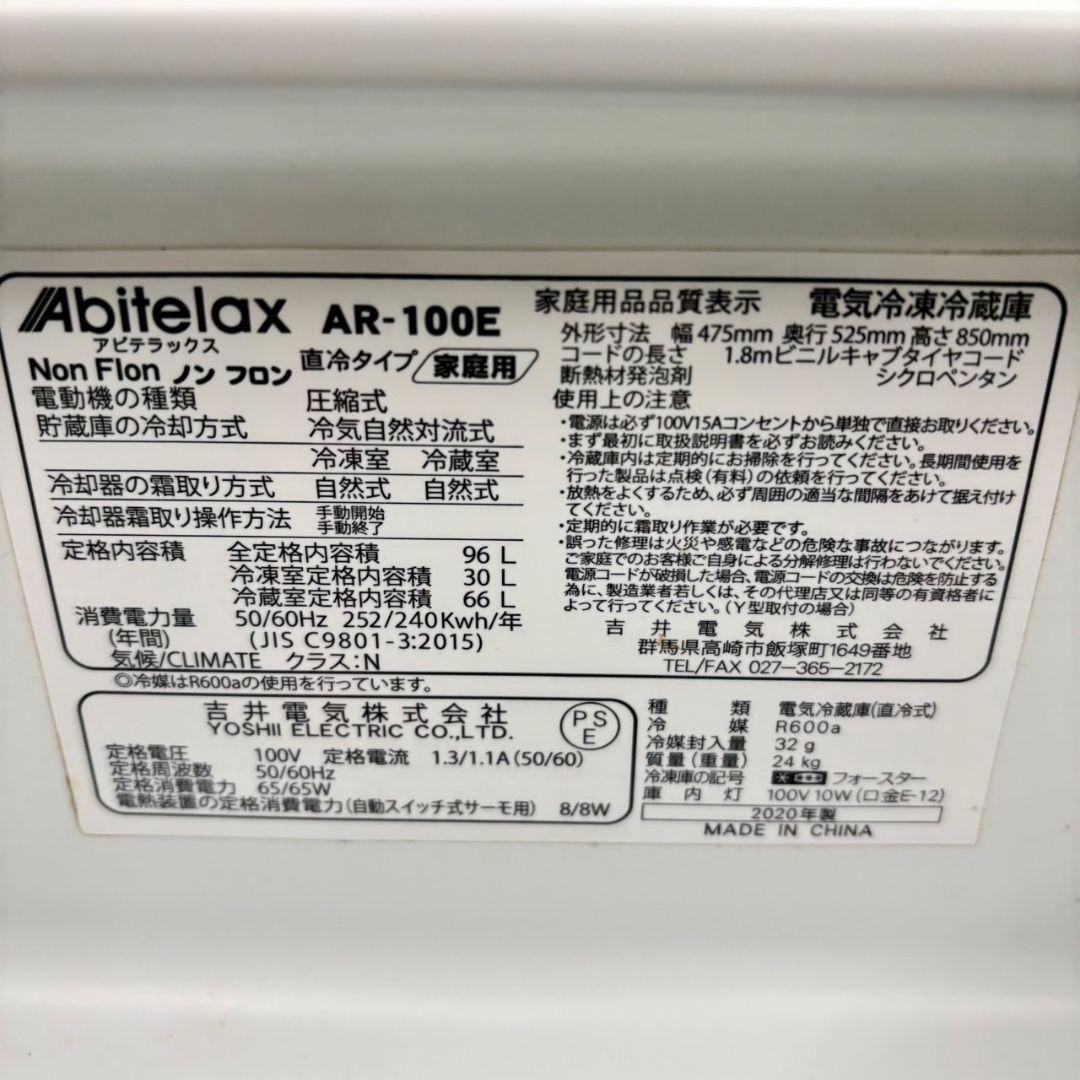 Abitelax AR-100E
アビテラックス
Non Flon ノンフロン 直冷タイプ 家庭用
電動機の種類 圧縮式
貯蔵庫の冷却方式 冷気自然対流式
冷凍室 冷蔵室
冷却器の霜取り方式 自然式 自然式
冷却器霜取り操作方法 手動開始
手動終了
定格内容積 全定格内容積 96 L
冷凍室定格内容積 30 L
冷蔵室定格内容積 66 L
消費電力量 50/60Hz 252/240Kwh/年
(年間) (JIS C9801-3:2015)
気候/CLIMATE クラス:N
◎冷媒はR600aの使用を行っています。
家庭用品品質表示 電気冷凍冷蔵庫
外形寸法 幅475mm 奥行525mm 高さ850mm
コードの長さ 1.8mビニルキャブタイヤコード
断熱材発泡剤 シクロペンタン
使用上の注意
・電源は必ず100V15Aコンセントから単独で直接お取りください。
・まず最初に取扱説明書を必ずお読みください。
・冷蔵庫内は定期的にお掃除を行ってください。長期間使用を
行った製品は点検(有料)の依頼を行ってください。
・放熱をよくするため、必ず周囲の適当な間隔をあけて据え付け
てください。
・定期的に霜取り作業が必要です。
・誤った修理は火災や感電などの危険な事故につながります。
ご家庭でのお客様ご自身による分解修理は行わないでください。
電源コードが破損した場合、電源コードの交換は危険を防止する
為に、製造業者若しくは、その代理店又は同等の有資格者に
よって行ってください。(Y型取付の場合)
吉井電気株式会社
群馬県高崎市飯塚町1649番地
TEL/FAX 027-365-2172
吉井電気株式会社
YOSHII ELECTRIC CO.,LTD.
PS
E
定格電圧 100V 定格電流 1.3/1.1A(50/60)
定格周波数 50/60Hz
定格消費電力 65/65W
電熱装置の定格消費電力(自動スイッチ式サーモ用) 8/8W
種類 電気冷蔵庫(直冷式)
冷媒 R600a
冷媒封入量 32g
質量(重量) 24kg
冷凍庫の記号 フォースター
庫内灯 100V 10W(口金E-12)
2020年製
MADE IN CHINA